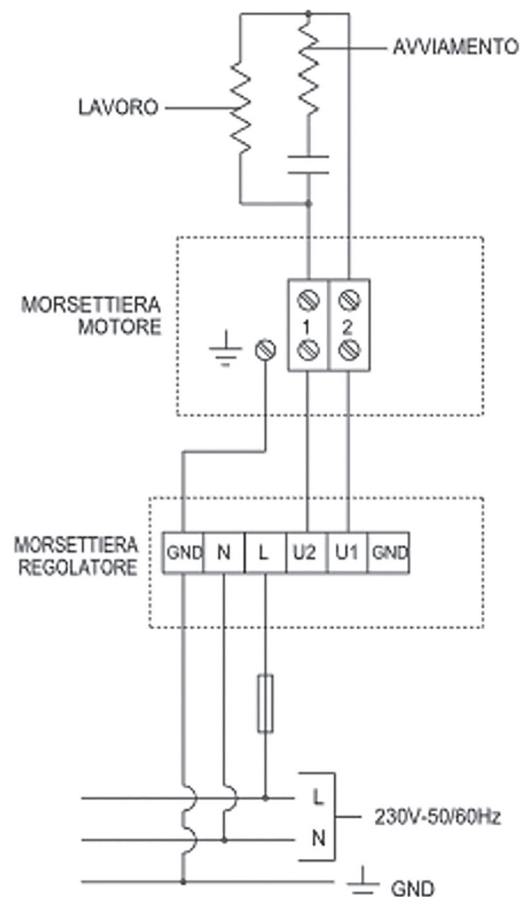 AVVIAMENTO
LAVORO
MORSETTIERA
MOTORE
1 2
MORSETTIERA
REGOLATORE
GND N L U2 U1 GND
L
230V-50/60Hz
N
GND